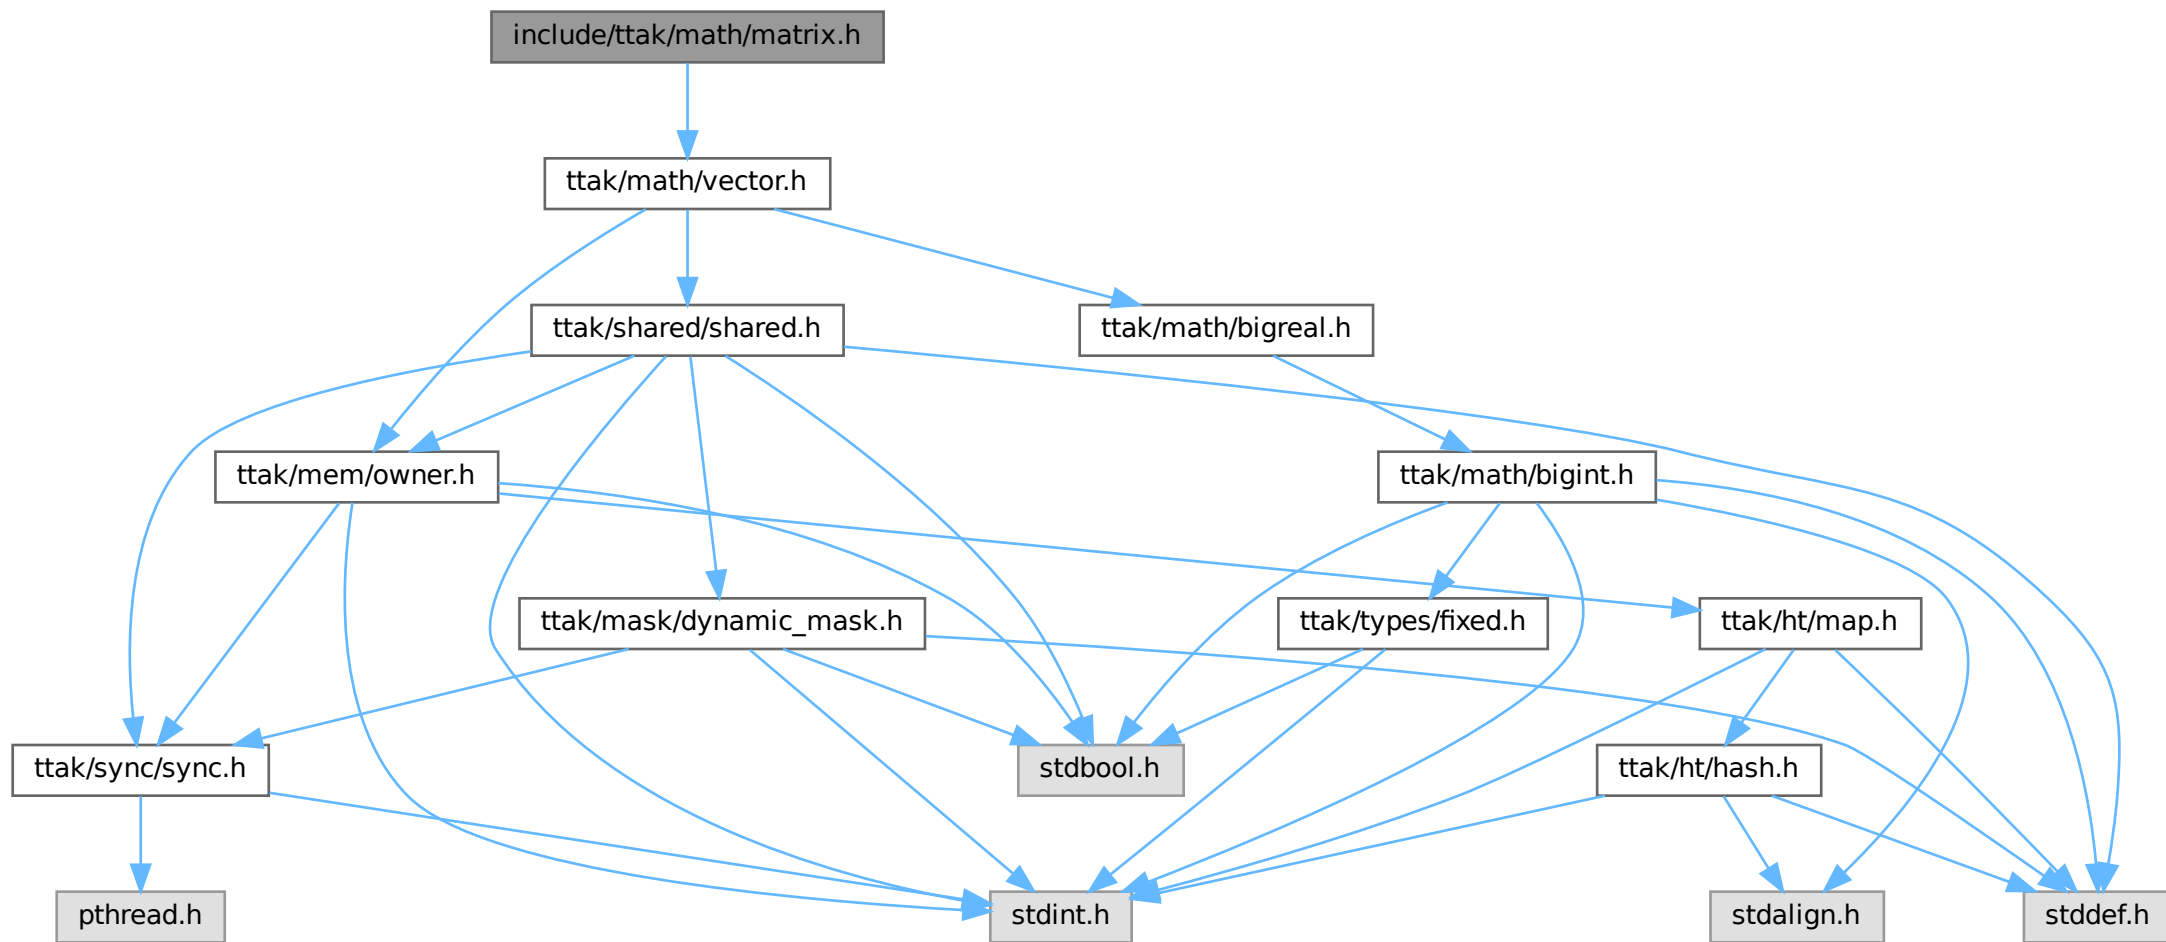 include/ttak/math/matrix.h
ttak/math/vector.h
ttak/shared/shared.h
ttak/math/bigreal.h
ttak/mem/owner.h
ttak/math/bigint.h
ttak/mask/dynamic_mask.h
ttak/types/fixed.h
ttak/ht/map.h
ttak/sync/sync.h
stdbool.h
ttak/ht/hash.h
pthread.h
stdint.h
stdalign.h
stddef.h